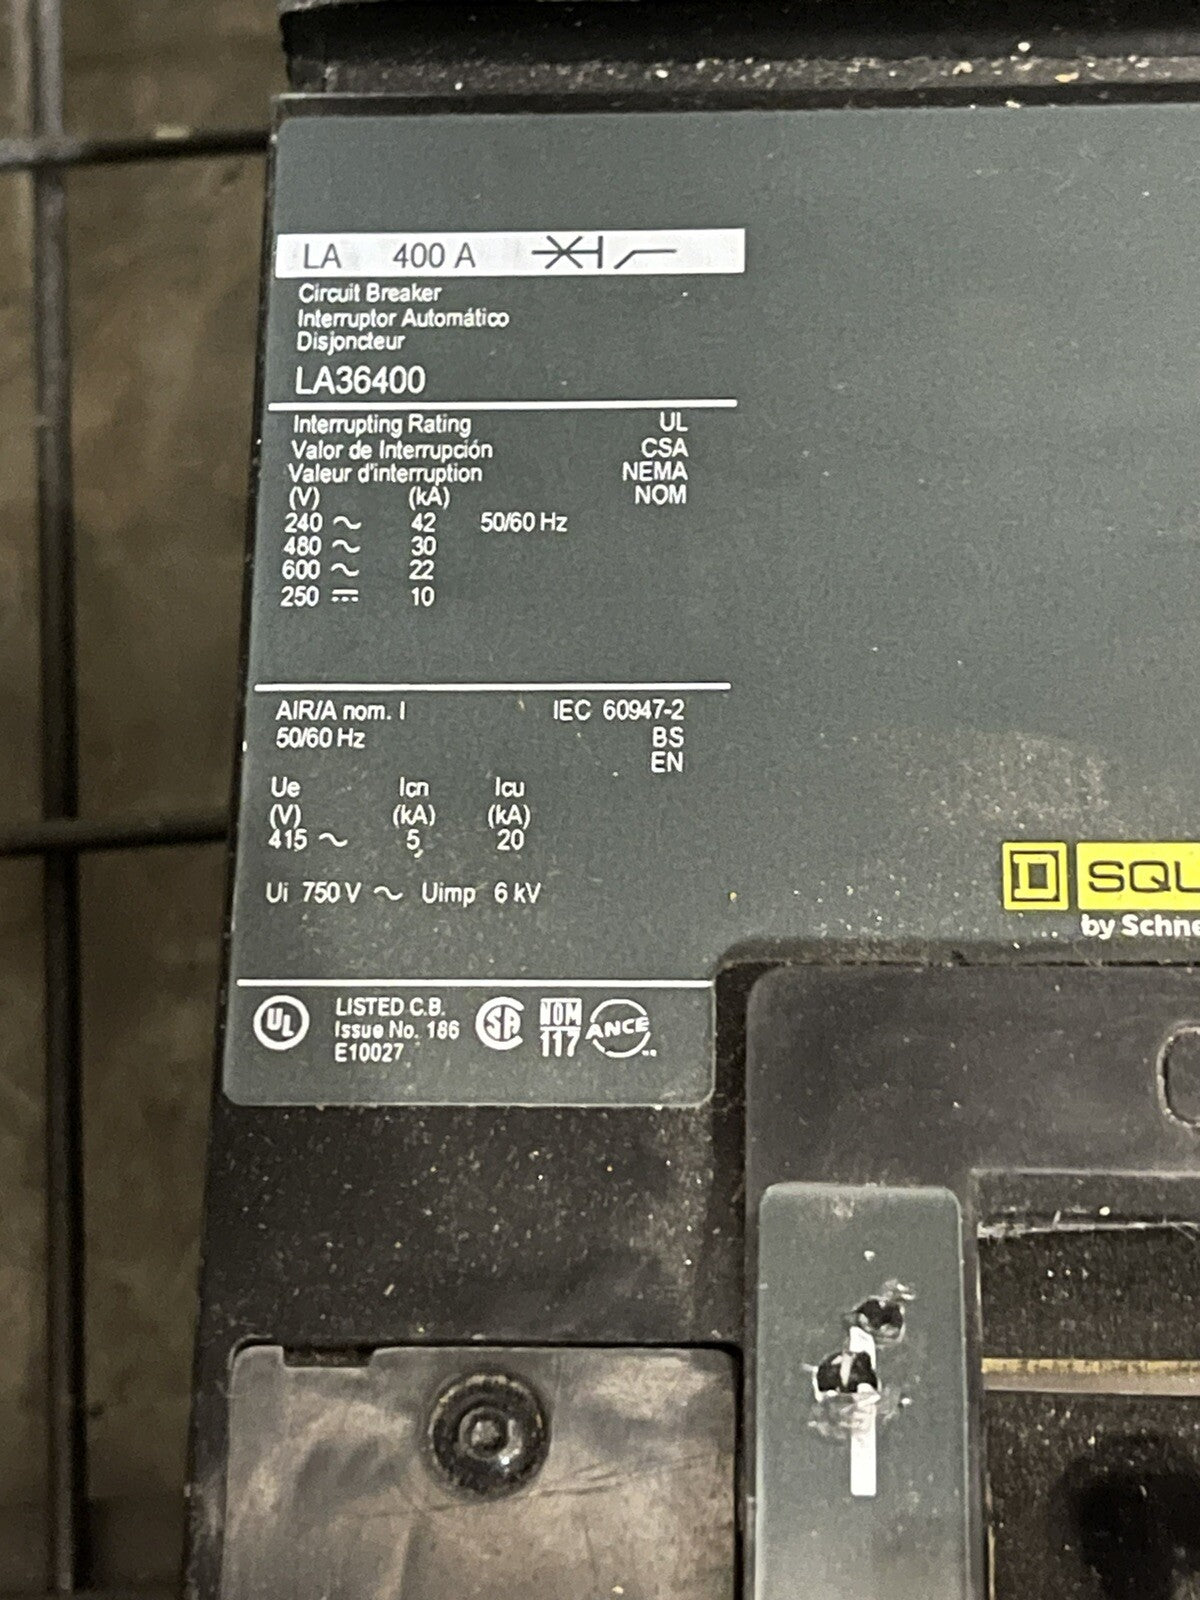 LA 400 A
Circuit Breaker
Interruptor Automático
Disjoncteur
LA36400
Interrupting Rating UL
Valor de Interrupción CSA
Valeur d'interruption NEMA
(V) (kA) NOM
240 ~ 42 50/60 Hz
480 ~ 30
600 ~ 22
250 ⎓ 10
AIR/A nom. I IEC 60947-2
50/60 Hz BS
EN
Ue Icn Icu
(V) (kA) (kA)
415 ~ 5 20
Ui 750 V ~ Uimp 6 kV
D SQU
by Schne
UL LISTED C.B. SA NOM ANCE
Issue No. 186 117
E10027